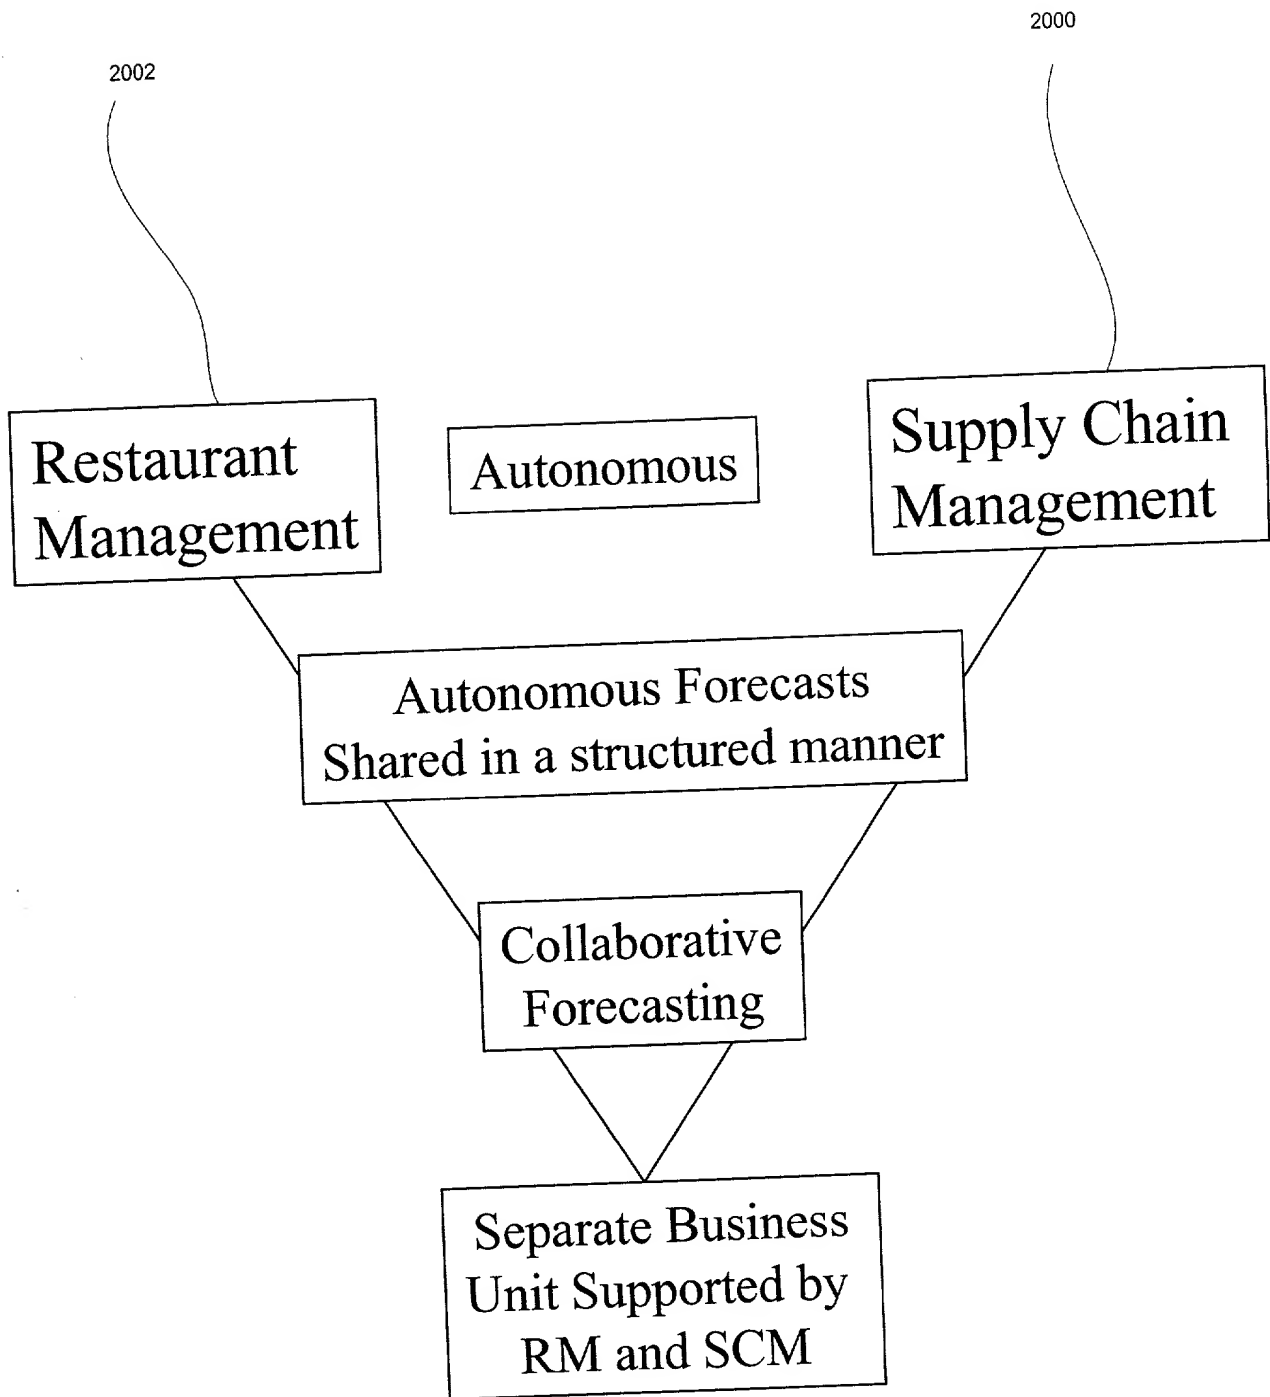 2002
2000
Restaurant
Management
Autonomous
Supply Chain
Management
Autonomous Forecasts
Shared in a structured manner
Collaborative
Forecasting
Separate Business
Unit Supported by
RM and SCM